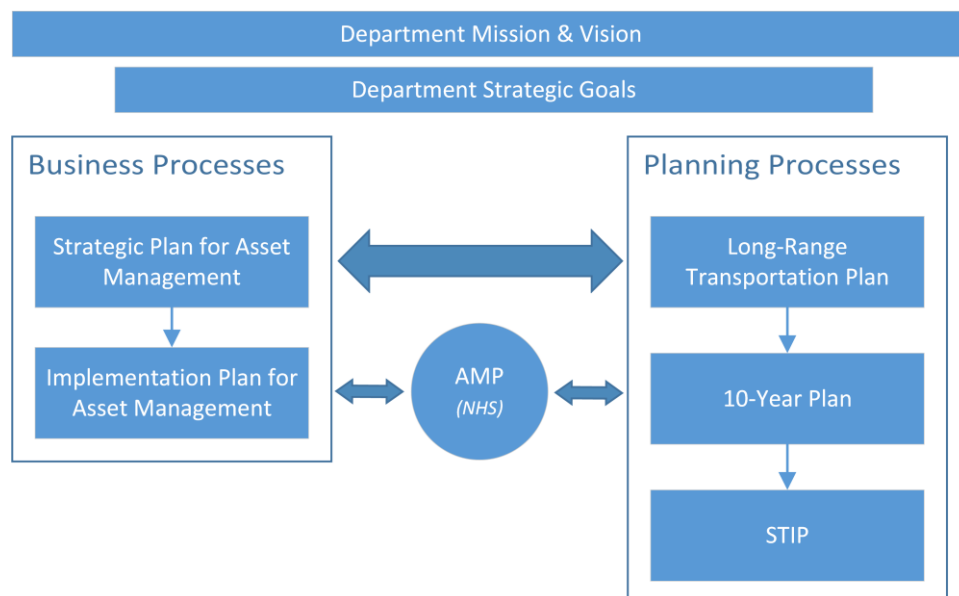 Department Mission & Vision
Department Strategic Goals
Business Processes
Strategic Plan for Asset
Management
Implementation Plan for
Asset Management
AMP
(NHS)
Planning Processes
Long-Range
Transportation Plan
10-Year Plan
STIP